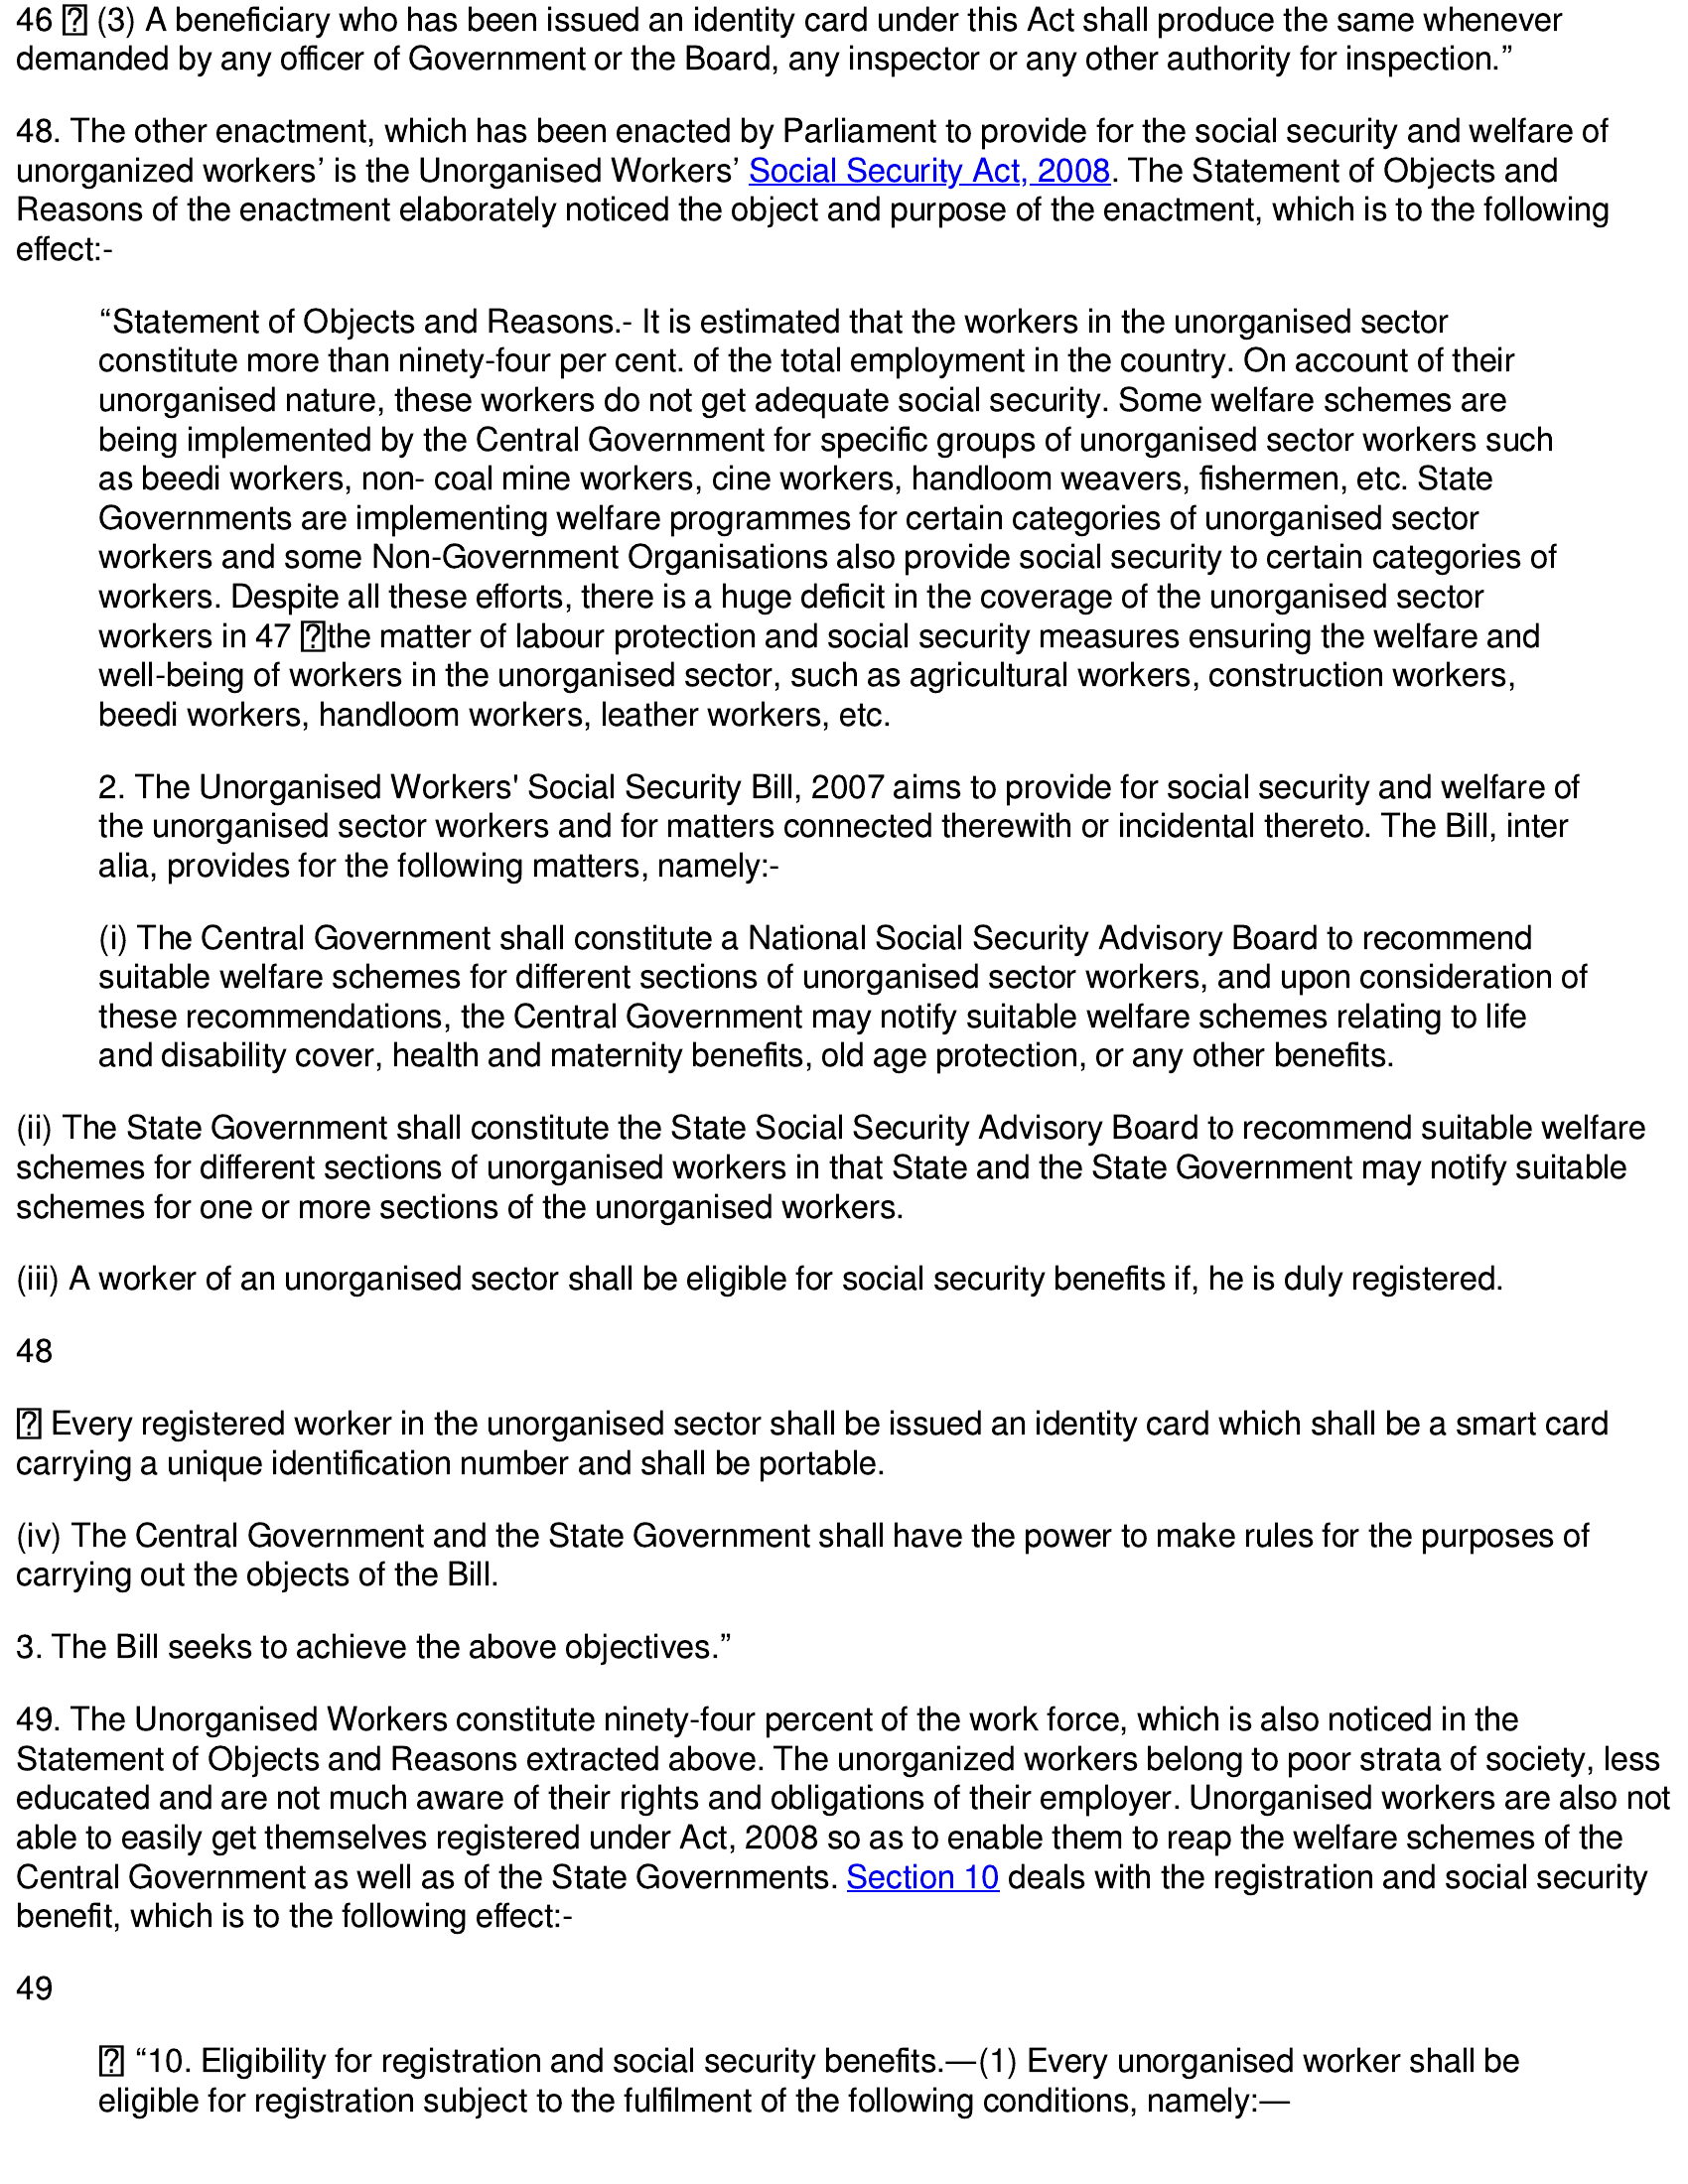 46 (3) A beneficiary who has been issued an identity card under this Act shall produce the same whenever
demanded by any officer of Government or the Board, any inspector or any other authority for inspection.”
48. The other enactment, which has been enacted by Parliament to provide for the social security and welfare of
unorganized workers’ is the Unorganised Workers’ Social Security Act, 2008. The Statement of Objects and
Reasons of the enactment elaborately noticed the object and purpose of the enactment, which is to the following
effect:-
“Statement of Objects and Reasons.- It is estimated that the workers in the unorganised sector
constitute more than ninety-four per cent. of the total employment in the country. On account of their
unorganised nature, these workers do not get adequate social security. Some welfare schemes are
being implemented by the Central Government for specific groups of unorganised sector workers such
as beedi workers, non- coal mine workers, cine workers, handloom weavers, fishermen, etc. State
Governments are implementing welfare programmes for certain categories of unorganised sector
workers and some Non-Government Organisations also provide social security to certain categories of
workers. Despite all these efforts, there is a huge deficit in the coverage of the unorganised sector
workers in 47 the matter of labour protection and social security measures ensuring the welfare and
well-being of workers in the unorganised sector, such as agricultural workers, construction workers,
beedi workers, handloom workers, leather workers, etc.
2. The Unorganised Workers' Social Security Bill, 2007 aims to provide for social security and welfare of
the unorganised sector workers and for matters connected therewith or incidental thereto. The Bill, inter
alia, provides for the following matters, namely:-
(i) The Central Government shall constitute a National Social Security Advisory Board to recommend
suitable welfare schemes for different sections of unorganised sector workers, and upon consideration of
these recommendations, the Central Government may notify suitable welfare schemes relating to life
and disability cover, health and maternity benefits, old age protection, or any other benefits.
(ii) The State Government shall constitute the State Social Security Advisory Board to recommend suitable welfare
schemes for different sections of unorganised workers in that State and the State Government may notify suitable
schemes for one or more sections of the unorganised workers.
(iii) A worker of an unorganised sector shall be eligible for social security benefits if, he is duly registered.
48
Every registered worker in the unorganised sector shall be issued an identity card which shall be a smart card
carrying a unique identification number and shall be portable.
(iv) The Central Government and the State Government shall have the power to make rules for the purposes of
carrying out the objects of the Bill.
3. The Bill seeks to achieve the above objectives.”
49. The Unorganised Workers constitute ninety-four percent of the work force, which is also noticed in the
Statement of Objects and Reasons extracted above. The unorganized workers belong to poor strata of society, less
educated and are not much aware of their rights and obligations of their employer. Unorganised workers are also not
able to easily get themselves registered under Act, 2008 so as to enable them to reap the welfare schemes of the
Central Government as well as of the State Governments. Section 10 deals with the registration and social security
benefit, which is to the following effect:-
49
“10. Eligibility for registration and social security benefits.—(1) Every unorganised worker shall be
eligible for registration subject to the fulfilment of the following conditions, namely:—